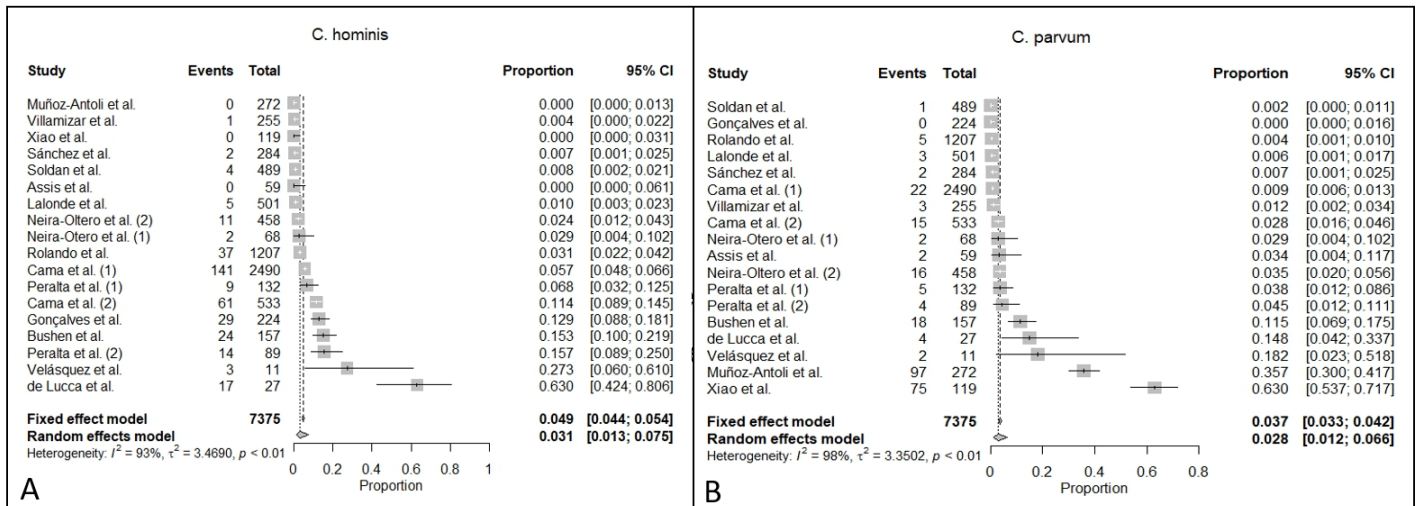 C. hominis
Study Events Total Proportion 95% CI
Muñoz-Antoli et al. 0 272 0.000 [0.000; 0.013]
Villamizar et al. 1 255 0.004 [0.000; 0.022]
Xiao et al. 0 119 0.000 [0.000; 0.031]
Sánchez et al. 2 284 0.007 [0.001; 0.025]
Soldan et al. 4 489 0.008 [0.002; 0.021]
Assis et al. 0 59 0.000 [0.000; 0.061]
Lalonde et al. 5 501 0.010 [0.003; 0.023]
Neira-Oltero et al. (2) 11 458 0.024 [0.012; 0.043]
Neira-Otero et al. (1) 2 68 0.029 [0.004; 0.102]
Rolando et al. 37 1207 0.031 [0.022; 0.042]
Cama et al. (1) 141 2490 0.057 [0.048; 0.066]
Peralta et al. (1) 9 132 0.068 [0.032; 0.125]
Cama et al. (2) 61 533 0.114 [0.089; 0.145]
Gonçalves et al. 29 224 0.129 [0.088; 0.181]
Bushen et al. 24 157 0.153 [0.100; 0.219]
Peralta et al. (2) 14 89 0.157 [0.089; 0.250]
Velásquez et al. 3 11 0.273 [0.060; 0.610]
de Lucca et al. 17 27 0.630 [0.424; 0.806]
Fixed effect model 7375 0.049 [0.044; 0.054]
Random effects model 0.031 [0.013; 0.075]
Heterogeneity: I² = 93%, τ² = 3.4690, p < 0.01
0 0.2 0.4 0.6 0.8 1
Proportion
A
C. parvum
Study Events Total Proportion 95% CI
Soldan et al. 1 489 0.002 [0.000; 0.011]
Gonçalves et al. 0 224 0.000 [0.000; 0.016]
Rolando et al. 5 1207 0.004 [0.001; 0.010]
Lalonde et al. 3 501 0.006 [0.001; 0.017]
Sánchez et al. 2 284 0.007 [0.001; 0.025]
Cama et al. (1) 22 2490 0.009 [0.006; 0.013]
Villamizar et al. 3 255 0.012 [0.002; 0.034]
Cama et al. (2) 15 533 0.028 [0.016; 0.046]
Neira-Otero et al. (1) 2 68 0.029 [0.004; 0.102]
Assis et al. 2 59 0.034 [0.004; 0.117]
Neira-Oltero et al. (2) 16 458 0.035 [0.020; 0.056]
Peralta et al. (1) 5 132 0.038 [0.012; 0.086]
Peralta et al. (2) 4 89 0.045 [0.012; 0.111]
Bushen et al. 18 157 0.115 [0.069; 0.175]
de Lucca et al. 4 27 0.148 [0.042; 0.337]
Velásquez et al. 2 11 0.182 [0.023; 0.518]
Muñoz-Antoli et al. 97 272 0.357 [0.300; 0.417]
Xiao et al. 75 119 0.630 [0.537; 0.717]
Fixed effect model 7375 0.037 [0.033; 0.042]
Random effects model 0.028 [0.012; 0.066]
Heterogeneity: I² = 98%, τ² = 3.3502, p < 0.01
0 0.2 0.4 0.6 0.8
Proportion
B